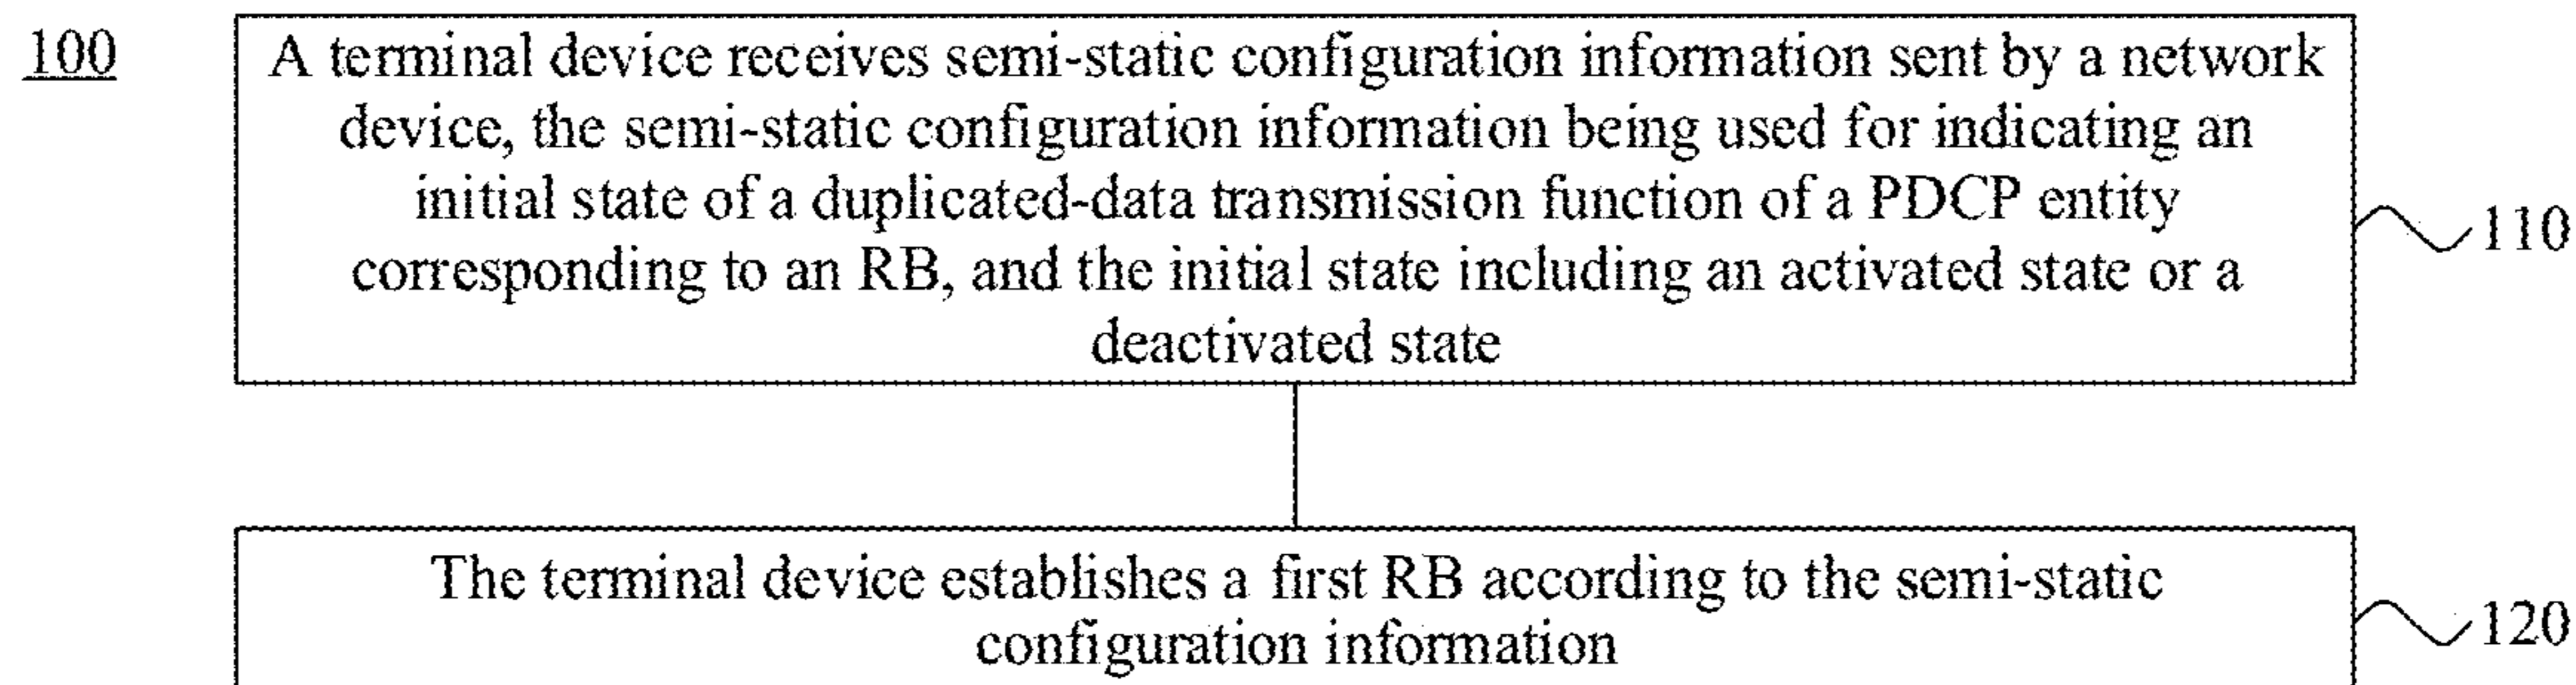 100
A terminal device receives semi-static configuration information sent by a network
device, the semi-static configuration information being used for indicating an
initial state of a duplicated-data transmission function of a PDCP entity
corresponding to an RB, and the initial state including an activated state or a
deactivated state
110
The terminal device establishes a first RB according to the semi-static
configuration information
120